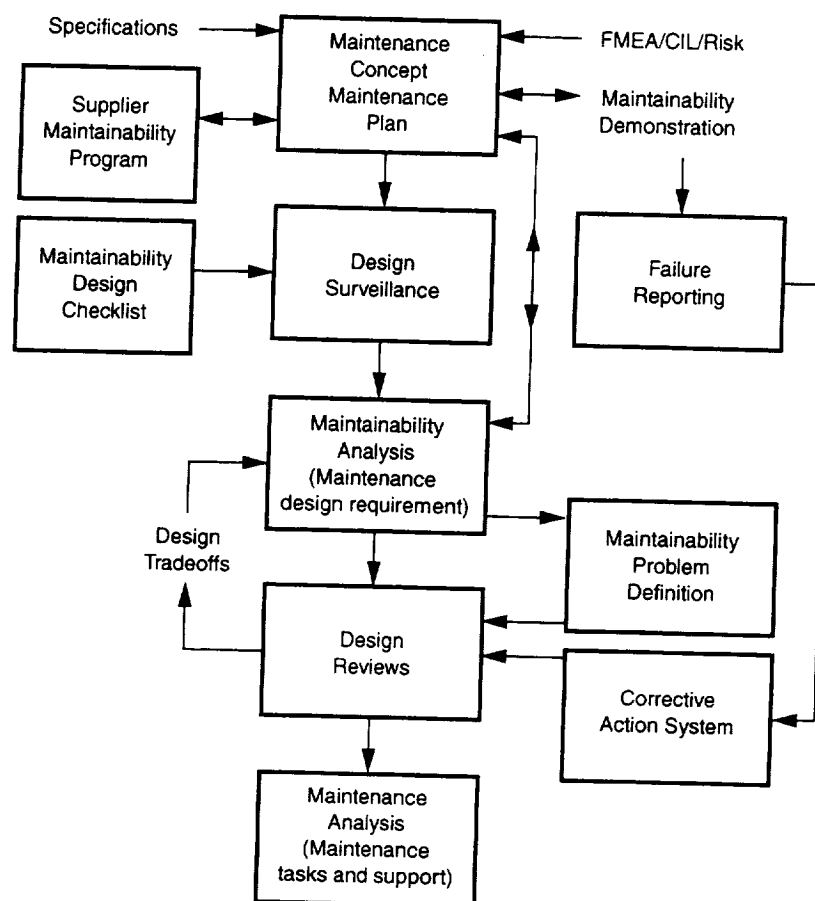 Specifications
Maintenance
Concept
Maintenance
Plan
FMEA/CIL/Risk
Supplier
Maintainability
Program
Maintainability
Demonstration
Maintainability
Design
Checklist
Design
Surveillance
Failure
Reporting
Maintainability
Analysis
(Maintenance
design requirement)
Design
Tradeoffs
Maintainability
Problem
Definition
Design
Reviews
Corrective
Action System
Maintenance
Analysis
(Maintenance
tasks and support)